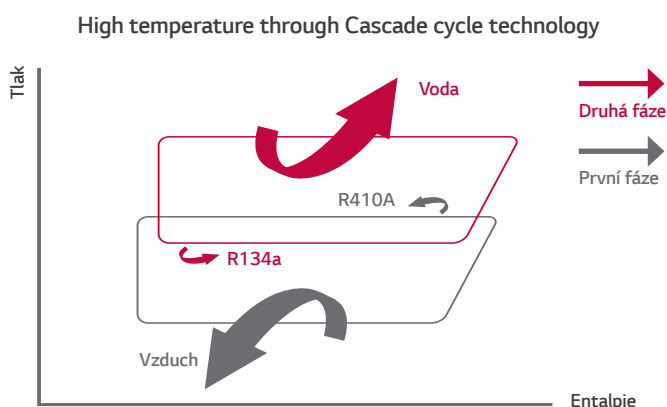 High temperature through Cascade cycle technology
Tlak
Voda
Druhá fáze
První fáze
R410A
R134a
Vzduch
Entalpie